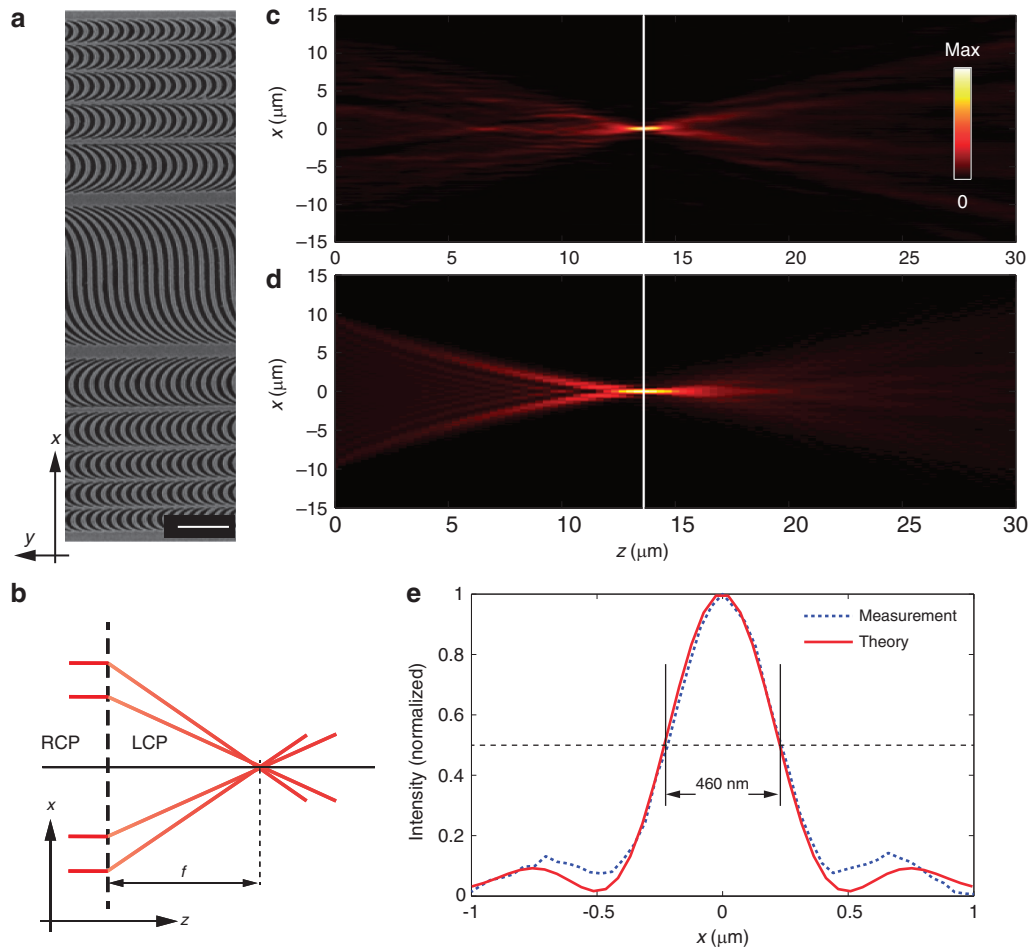 a
x
y
b
RCP
LCP
x
f
z
c
15
10
5
0
−5
−10
−15
x (μm)
Max
0
0
5
10
15
20
25
30
d
15
10
5
0
−5
−10
−15
x (μm)
0
5
10
15
20
25
30
z (μm)
e
1
0.8
0.6
0.4
0.2
0
Intensity (normalized)
Measurement
Theory
460 nm
-1
-0.5
0
0.5
1
x (μm)